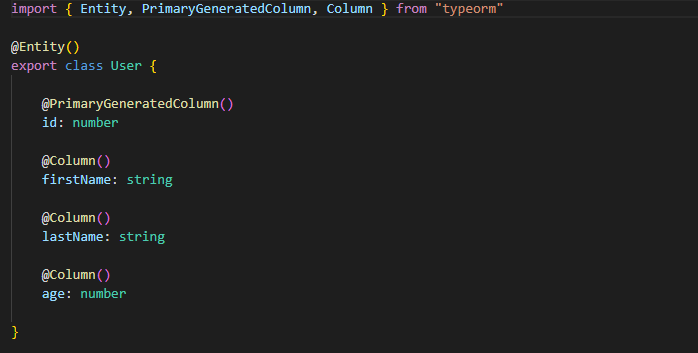 import { Entity, PrimaryGeneratedColumn, Column } from "typeorm"
@Entity()
export class User {
@PrimaryGeneratedColumn()
id: number
@Column()
firstName: string
@Column()
lastName: string
@Column()
age: number
}